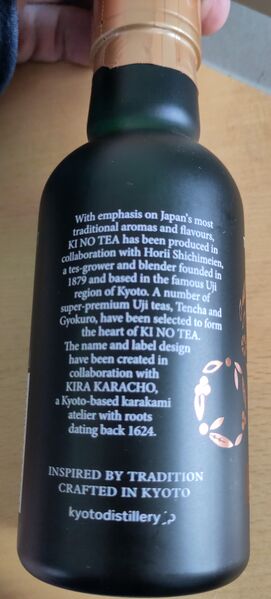 With emphasis on Japan's most
traditional aromas and flavours,
KI NO TEA has been produced in
collaboration with Horii Shichimeien,
a tea-grower and blender founded in
1879 and based in the famous Uji
region of Kyoto. A number of
super-premium Uji teas, Tencha and
Gyokuro, have been selected to form
the heart of KI NO TEA.
The name and label design
have been created in
collaboration with
KIRA KARACHO,
a Kyoto-based karakami
atelier with roots
dating back 1624.
INSPIRED BY TRADITION
CRAFTED IN KYOTO
kyotodistillery.jp